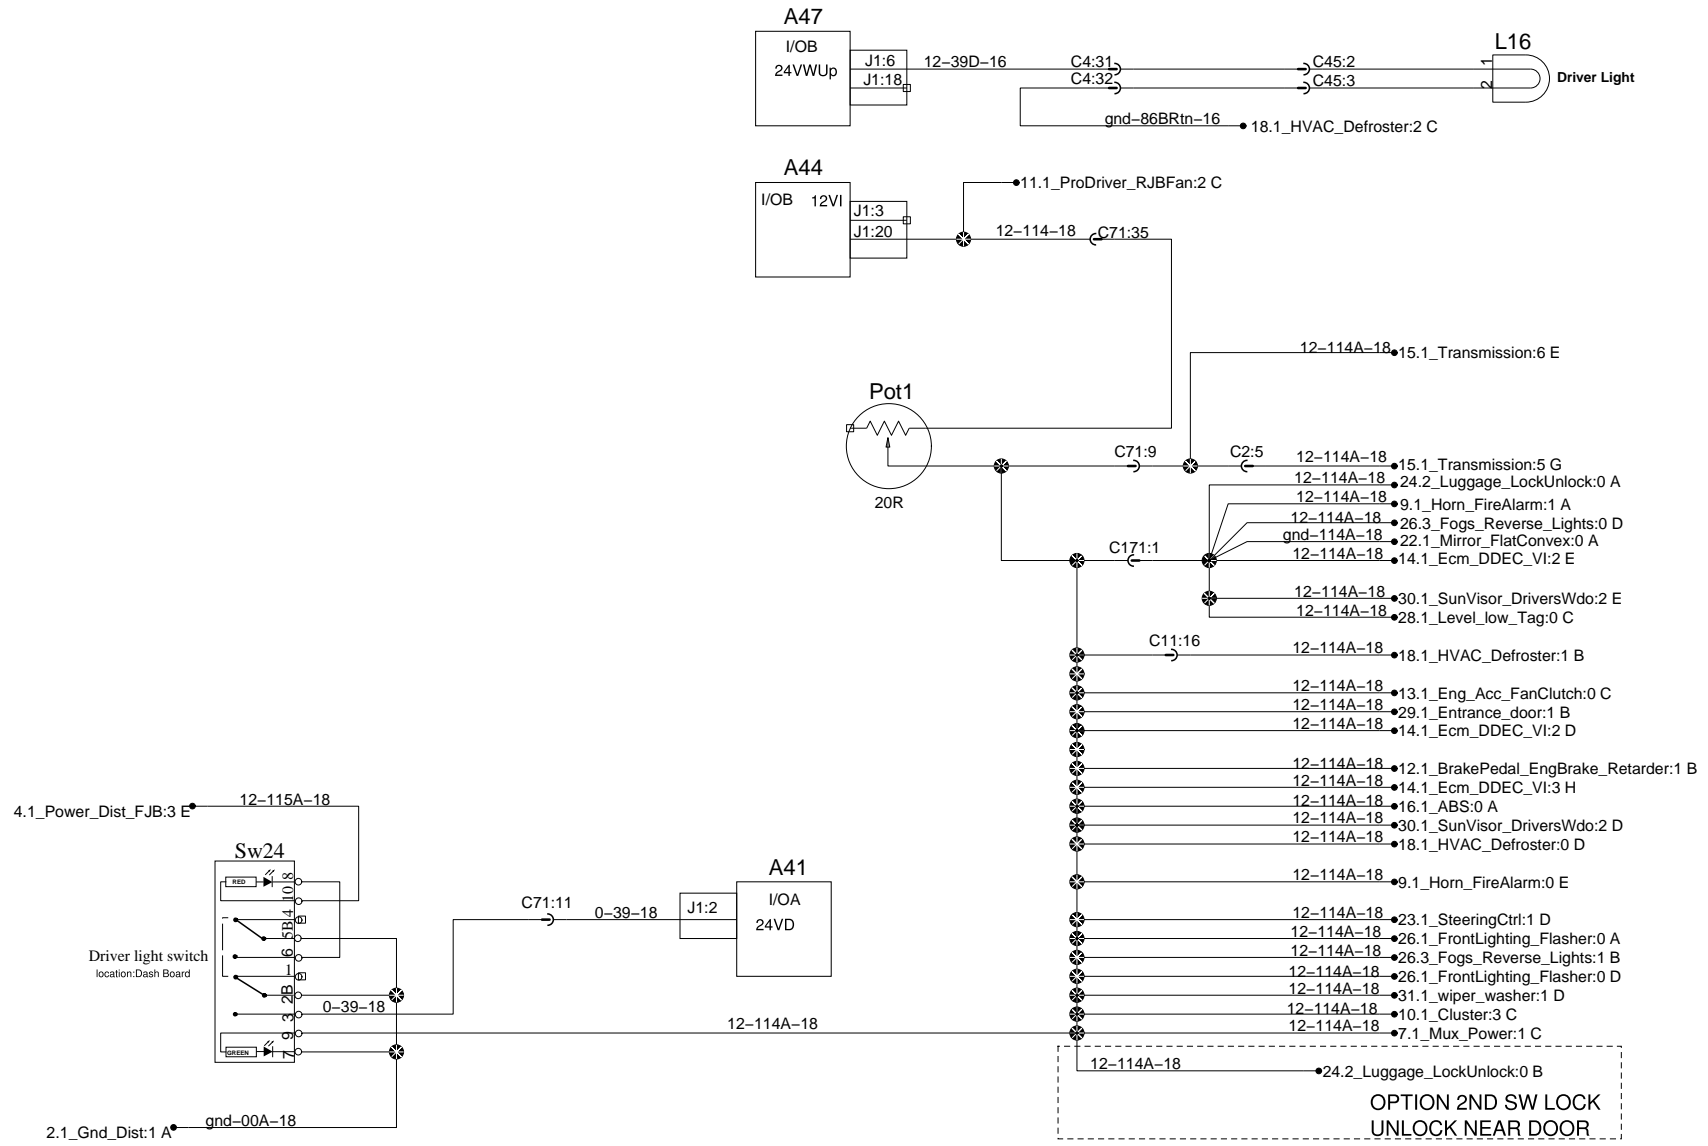 A47
I/OB
24VWUp
J1:6
J1:18
12-39D-16
C4:31
C4:32
C45:2
C45:3
L16
1
2
Driver Light
gnd-86BRtn-16
18.1_HVAC_Defroster:2 C
A44
I/OB 12VI
J1:3
J1:20
11.1_ProDriver_RJBFan:2 C
12-114-18
C71:35
12-114A-18
15.1_Transmission:6 E
Pot1
20R
C71:9
C2:5
12-114A-18
15.1_Transmission:5 G
12-114A-18
24.2_Luggage_LockUnlock:0 A
12-114A-18
9.1_Horn_FireAlarm:1 A
12-114A-18
26.3_Fogs_Reverse_Lights:0 D
gnd-114A-18
22.1_Mirror_FlatConvex:0 A
C171:1
12-114A-18
14.1_Ecm_DDEC_VI:2 E
12-114A-18
30.1_SunVisor_DriversWdo:2 E
12-114A-18
28.1_Level_low_Tag:0 C
C11:16
12-114A-18
18.1_HVAC_Defroster:1 B
12-114A-18
13.1_Eng_Acc_FanClutch:0 C
12-114A-18
29.1_Entrance_door:1 B
12-114A-18
14.1_Ecm_DDEC_VI:2 D
12-114A-18
12.1_BrakePedal_EngBrake_Retarder:1 B
12-114A-18
14.1_Ecm_DDEC_VI:3 H
12-114A-18
16.1_ABS:0 A
12-114A-18
30.1_SunVisor_DriversWdo:2 D
12-114A-18
18.1_HVAC_Defroster:0 D
12-114A-18
9.1_Horn_FireAlarm:0 E
12-114A-18
23.1_SteeringCtrl:1 D
12-114A-18
26.1_FrontLighting_Flasher:0 A
12-114A-18
26.3_Fogs_Reverse_Lights:1 B
12-114A-18
26.1_FrontLighting_Flasher:0 D
12-114A-18
31.1_wiper_washer:1 D
12-114A-18
10.1_Cluster:3 C
12-114A-18
7.1_Mux_Power:1 C
12-114A-18
24.2_Luggage_LockUnlock:0 B
OPTION 2ND SW LOCK
UNLOCK NEAR DOOR
4.1_Power_Dist_FJB:3 E
12-115A-18
Sw24
RED
8
10
4
5B
6
1
2B
3
9
7
GREEN
Driver light switch
location:Dash Board
0-39-18
C71:11
0-39-18
J1:2
A41
I/OA
24VD
12-114A-18
gnd-00A-18
2.1_Gnd_Dist:1 A